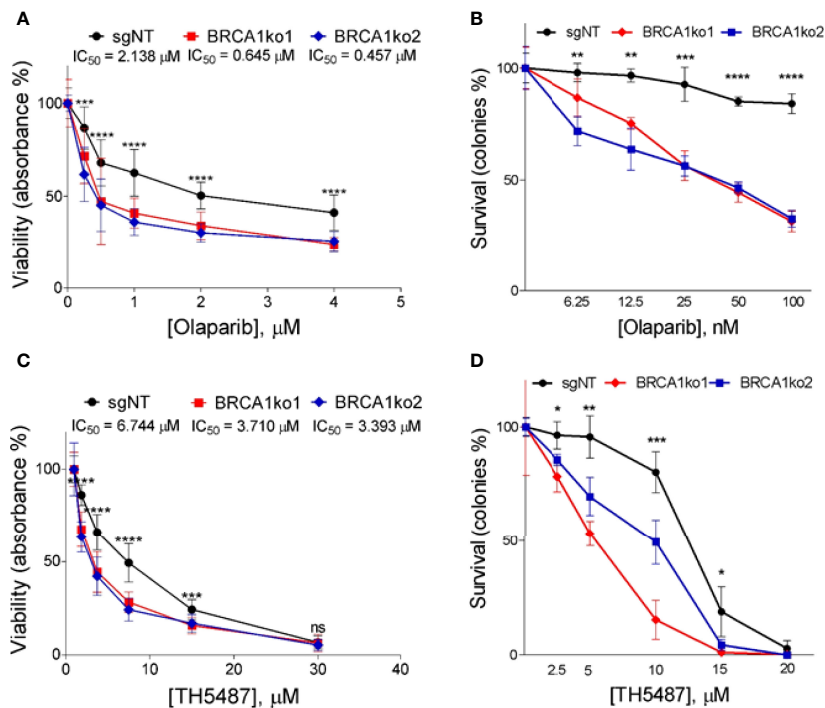 A
sgNT BRCA1ko1 BRCA1ko2
IC50 = 2.138 µM IC50 = 0.645 µM IC50 = 0.457 µM
Viability (absorbance %)
100
50
0
*** **** **** **** ****
0 1 2 3 4 5
[Olaparib], µM
B
sgNT BRCA1ko1 BRCA1ko2
Survival (colonies %)
100
50
0
** ** *** **** ****
6.25 12.5 25 50 100
[Olaparib], nM
C
sgNT BRCA1ko1 BRCA1ko2
IC50 = 6.744 µM IC50 = 3.710 µM IC50 = 3.393 µM
Viability (absorbance %)
100
50
0
**** **** **** *** ns
0 10 20 30 40
[TH5487], µM
D
sgNT BRCA1ko1 BRCA1ko2
Survival (colonies %)
100
50
0
* ** *** *
2.5 5 10 15 20
[TH5487], µM